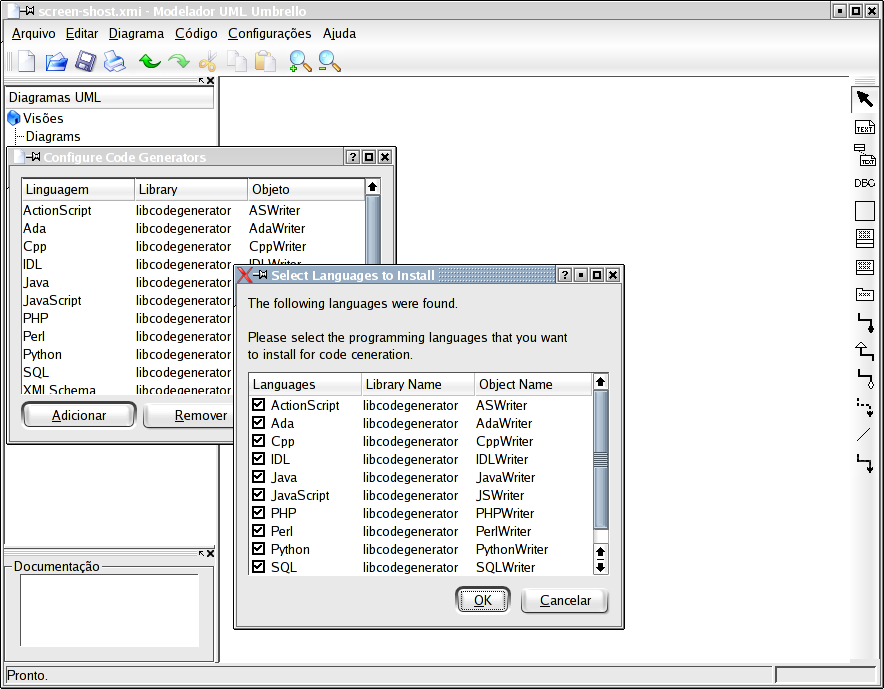 screen-shost.xmi - Modelador UML Umbrello
Arquivo Editar Diagrama Código Configurações Ajuda
Diagramas UML
Visões
Diagrams
Configure Code Generators
Linguagem Library Objeto
ActionScript libcodegenerator ASWriter
Ada libcodegenerator AdaWriter
Cpp libcodegenerator CppWriter
IDL libcodegenerator IDLWriter
Java libcodegenerator
JavaScript libcodegenerator
PHP libcodegenerator
Perl libcodegenerator
Python libcodegenerator
SQL libcodegenerator
XMLSchema libcodegenerator
Adicionar Remover
Select Languages to Install
The following languages were found.
Please select the programming languages that you want
to install for code ceneration.
Languages Library Name Object Name
ActionScript libcodegenerator ASWriter
Ada libcodegenerator AdaWriter
Cpp libcodegenerator CppWriter
IDL libcodegenerator IDLWriter
Java libcodegenerator JavaWriter
JavaScript libcodegenerator JSWriter
PHP libcodegenerator PHPWriter
Perl libcodegenerator PerlWriter
Python libcodegenerator PythonWriter
SQL libcodegenerator SQLWriter
OK Cancelar
TEXT
TEXT
DBC
Documentação
Pronto.